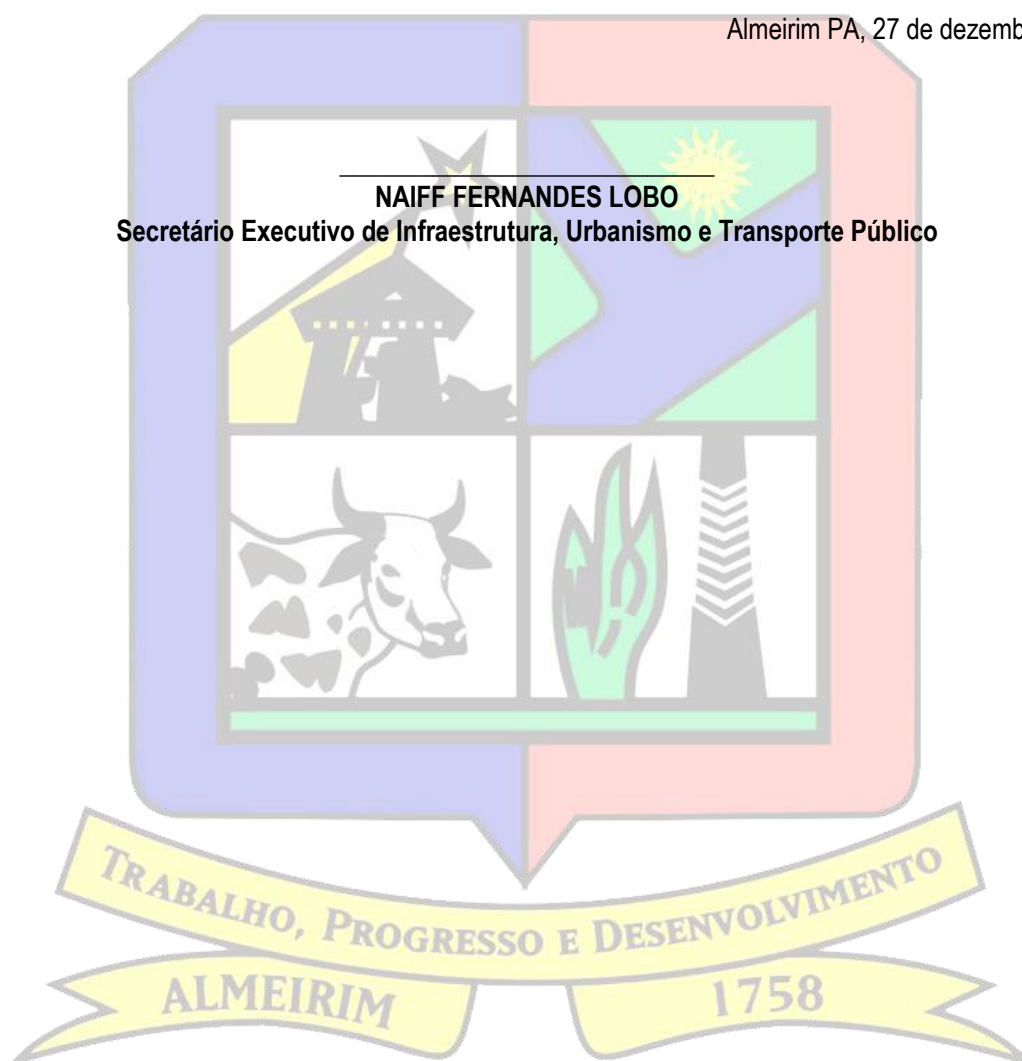 Almeirim PA, 27 de dezemb
NAIFF FERNANDES LOBO
Secretário Executivo de Infraestrutura, Urbanismo e Transporte Público
TRABALHO, PROGRESSO E DESENVOLVIMENTO
ALMEIRIM 1758